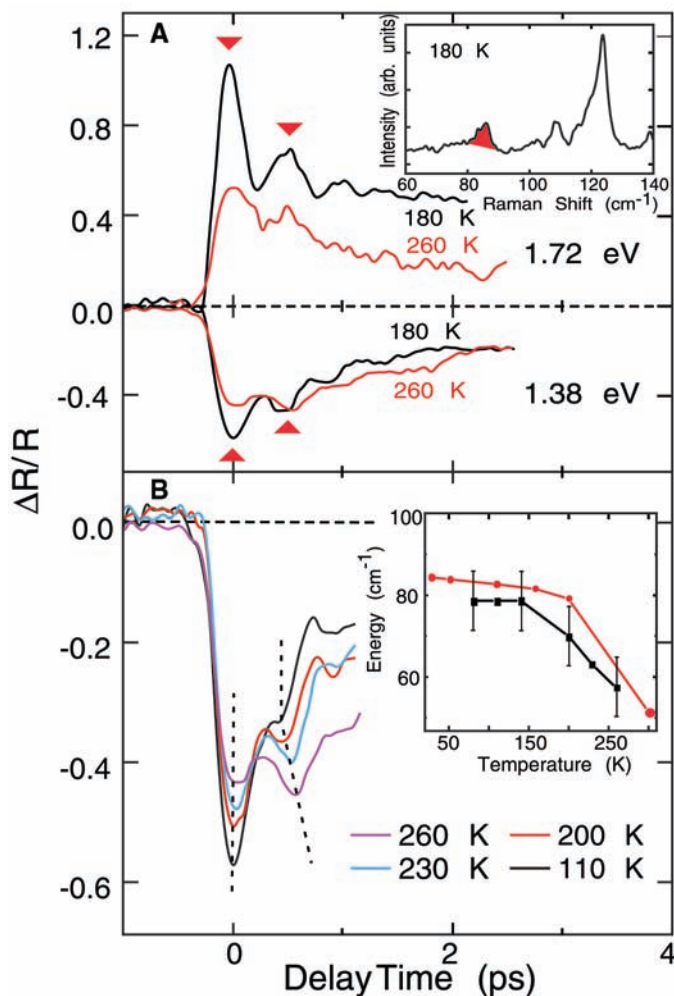 A
1.2
0.8
0.4
0.0
-0.4
180 K
Intensity (arb. units)
60 80 100 120 140
Raman Shift (cm-1)
180 K
260 K
1.72 eV
180 K
260 K
1.38 eV
ΔR/R
B
0.0
-0.2
-0.4
-0.6
100
80
60
Energy (cm-1)
50 150 250
Temperature (K)
260 K 200 K
230 K 110 K
0 2 4
Delay Time (ps)